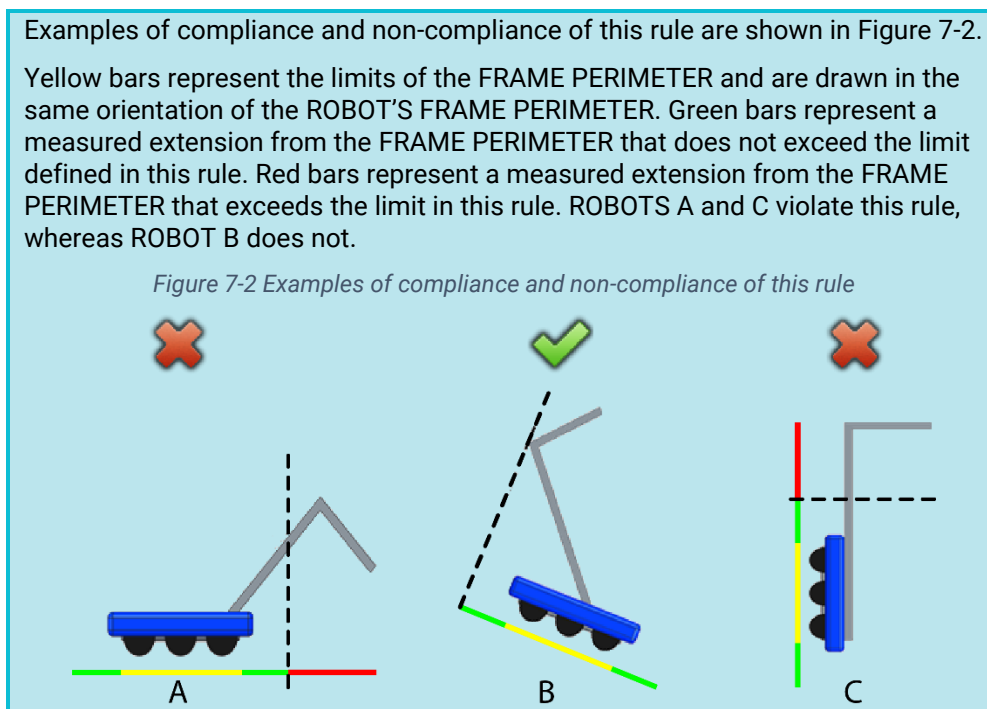 Examples of compliance and non-compliance of this rule are shown in Figure 7-2.
Yellow bars represent the limits of the FRAME PERIMETER and are drawn in the
same orientation of the ROBOT’S FRAME PERIMETER. Green bars represent a
measured extension from the FRAME PERIMETER that does not exceed the limit
defined in this rule. Red bars represent a measured extension from the FRAME
PERIMETER that exceeds the limit in this rule. ROBOTS A and C violate this rule,
whereas ROBOT B does not.
Figure 7-2 Examples of compliance and non-compliance of this rule
A B C